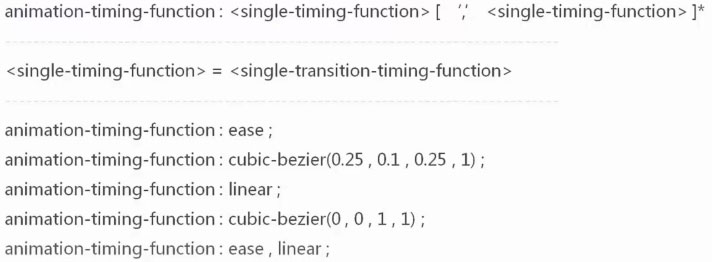 animation-timing-function : <single-timing-function> [ ‘,’ <single-timing-function> ]*
<single-timing-function> = <single-transition-timing-function>
animation-timing-function : ease ;
animation-timing-function : cubic-bezier(0.25 , 0.1 , 0.25 , 1) ;
animation-timing-function : linear ;
animation-timing-function : cubic-bezier(0 , 0 , 1 , 1) ;
animation-timing-function : ease , linear ;